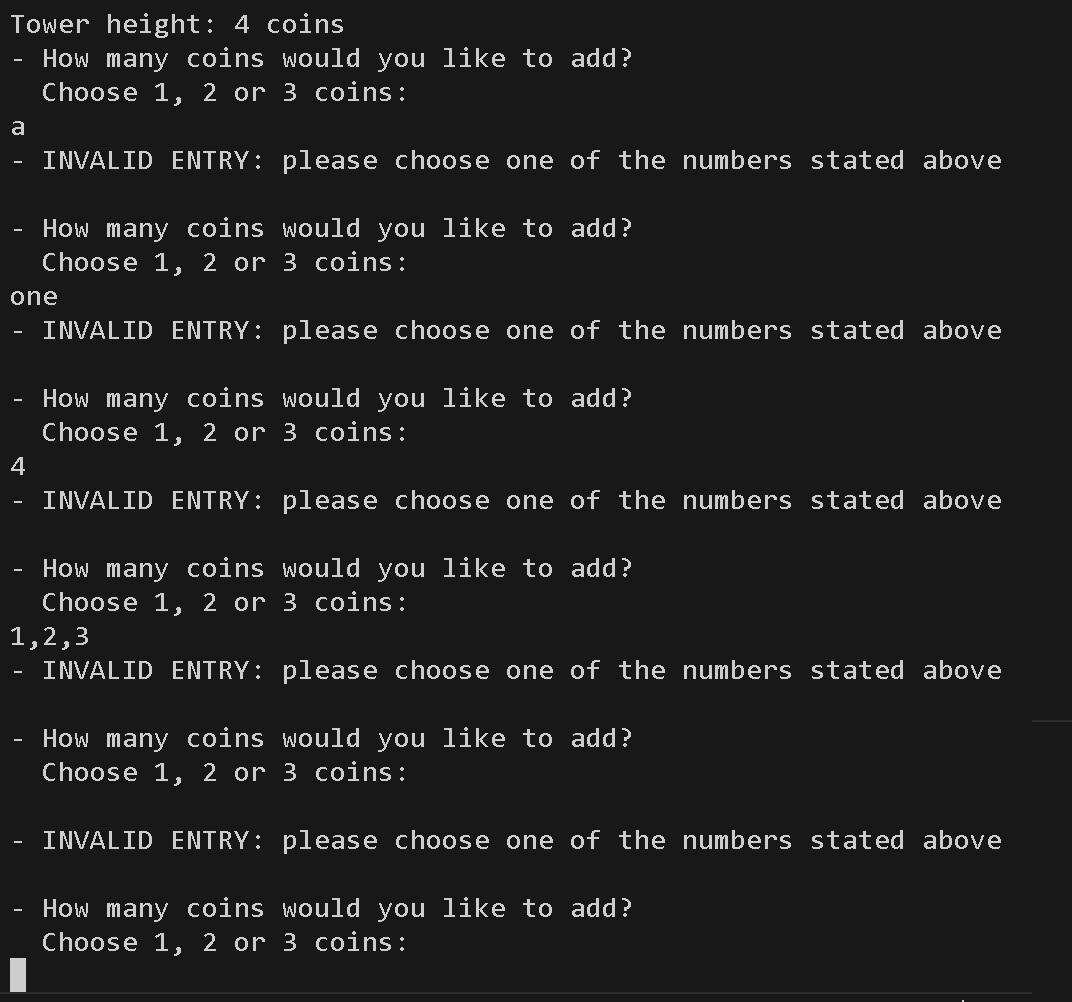 Tower height: 4 coins
- How many coins would you like to add?
  Choose 1, 2 or 3 coins:
a
- INVALID ENTRY: please choose one of the numbers stated above

- How many coins would you like to add?
  Choose 1, 2 or 3 coins:
one
- INVALID ENTRY: please choose one of the numbers stated above

- How many coins would you like to add?
  Choose 1, 2 or 3 coins:
4
- INVALID ENTRY: please choose one of the numbers stated above

- How many coins would you like to add?
  Choose 1, 2 or 3 coins:
1,2,3
- INVALID ENTRY: please choose one of the numbers stated above

- How many coins would you like to add?
  Choose 1, 2 or 3 coins:

- INVALID ENTRY: please choose one of the numbers stated above

- How many coins would you like to add?
  Choose 1, 2 or 3 coins: